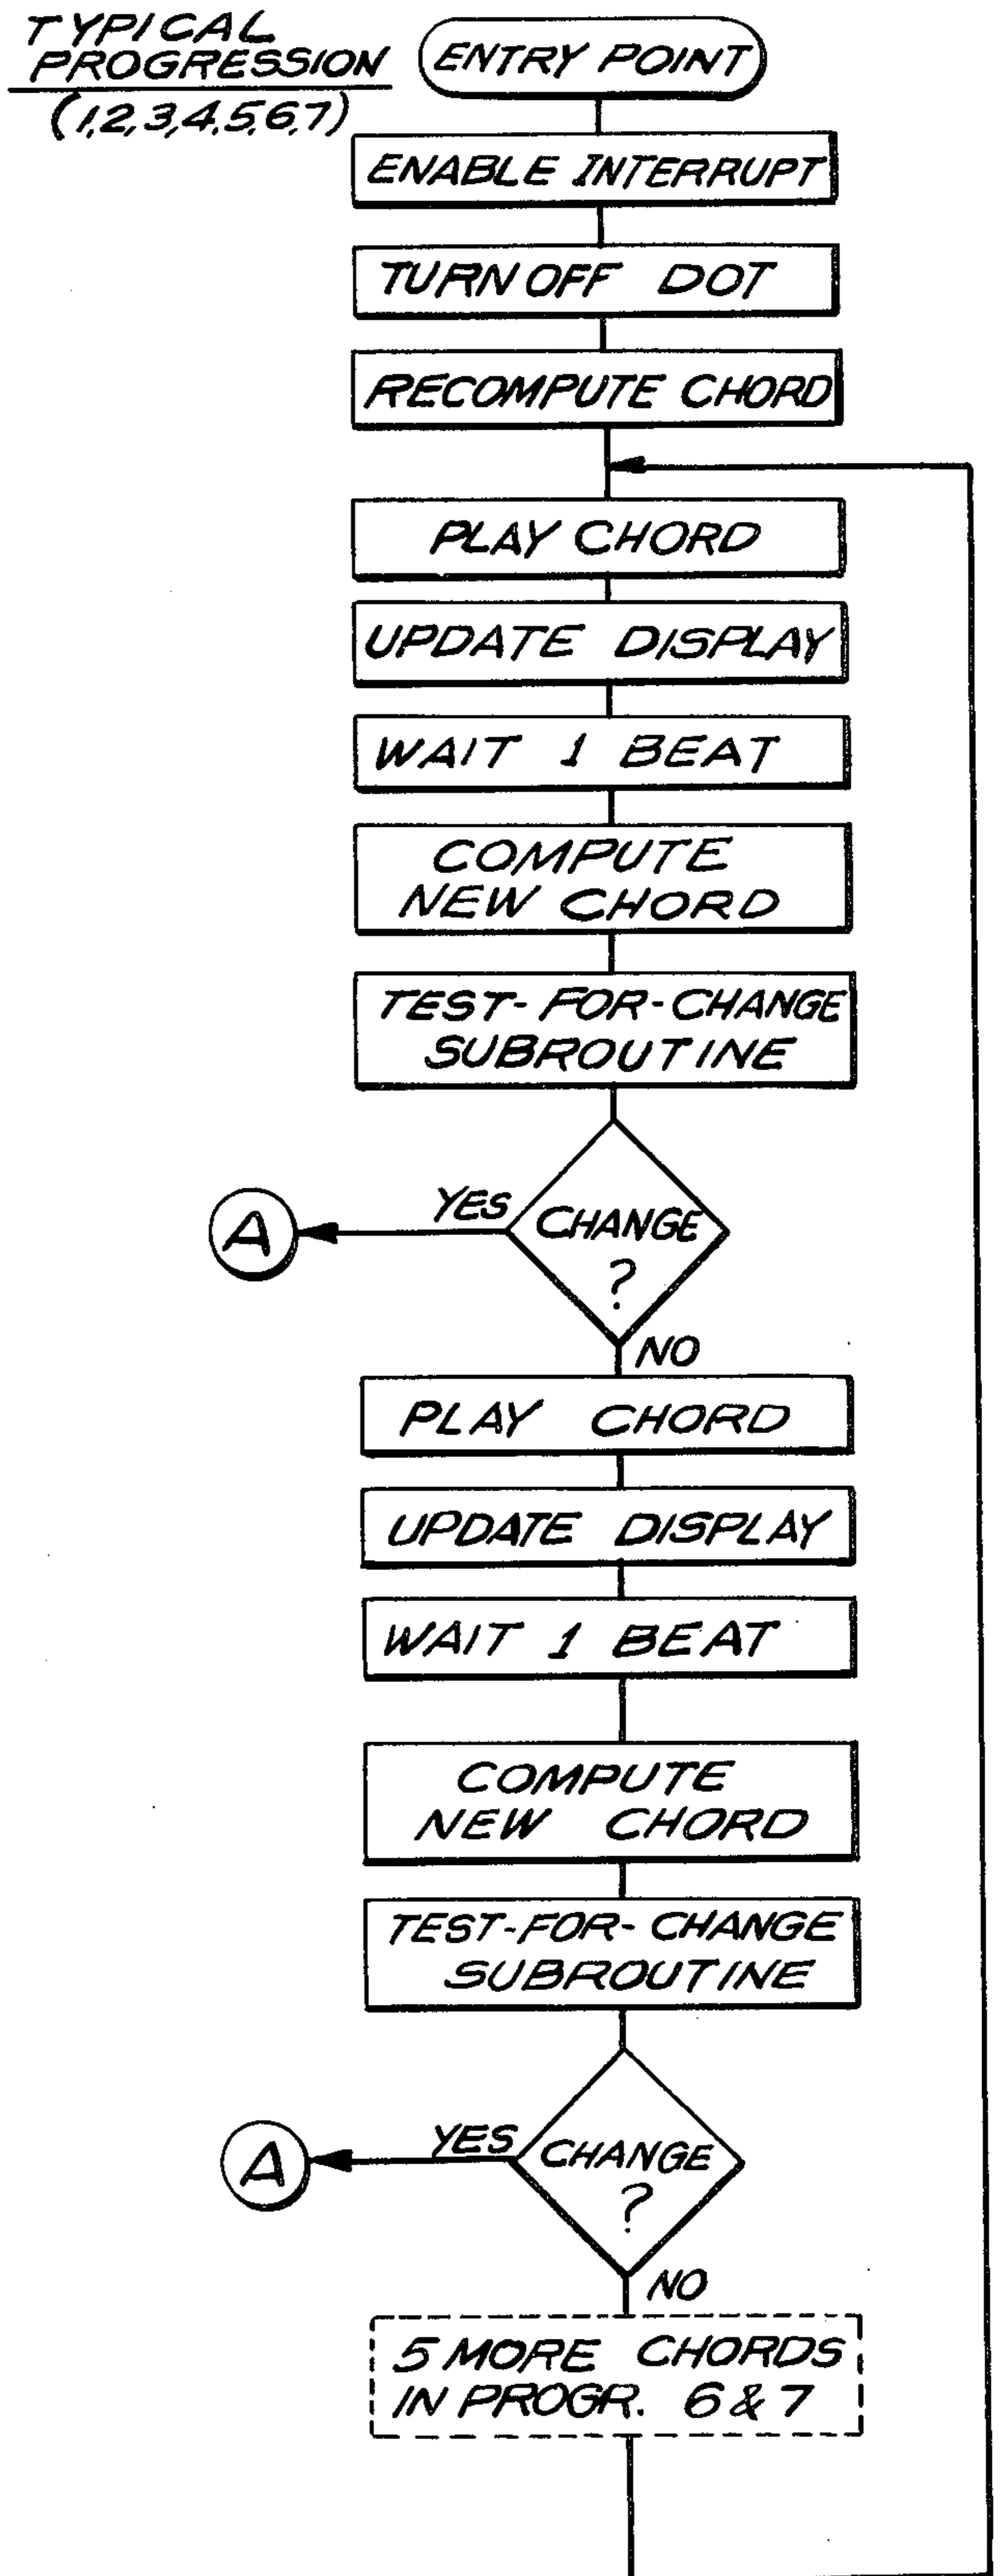 TYPICAL
PROGRESSION
(1,2,3,4,5,6,7)
ENTRY POINT
ENABLE INTERRUPT
TURN OFF DOT
RECOMPUTE CHORD
PLAY CHORD
UPDATE DISPLAY
WAIT 1 BEAT
COMPUTE
NEW CHORD
TEST-FOR-CHANGE
SUBROUTINE
A
YES
CHANGE
?
NO
PLAY CHORD
UPDATE DISPLAY
WAIT 1 BEAT
COMPUTE
NEW CHORD
TEST-FOR-CHANGE
SUBROUTINE
A
YES
CHANGE
?
NO
5 MORE CHORDS
IN PROGR. 6 & 7